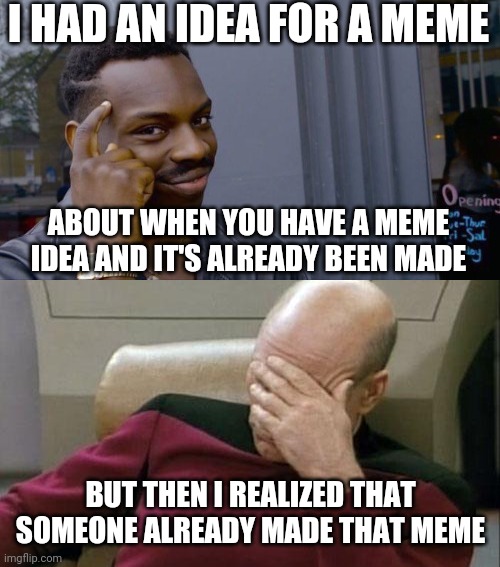 I HAD AN IDEA FOR A MEME
Opening
ABOUT WHEN YOU HAVE A MEME
IDEA AND IT'S ALREADY BEEN MADE
BUT THEN I REALIZED THAT
SOMEONE ALREADY MADE THAT MEME
imgflip.com